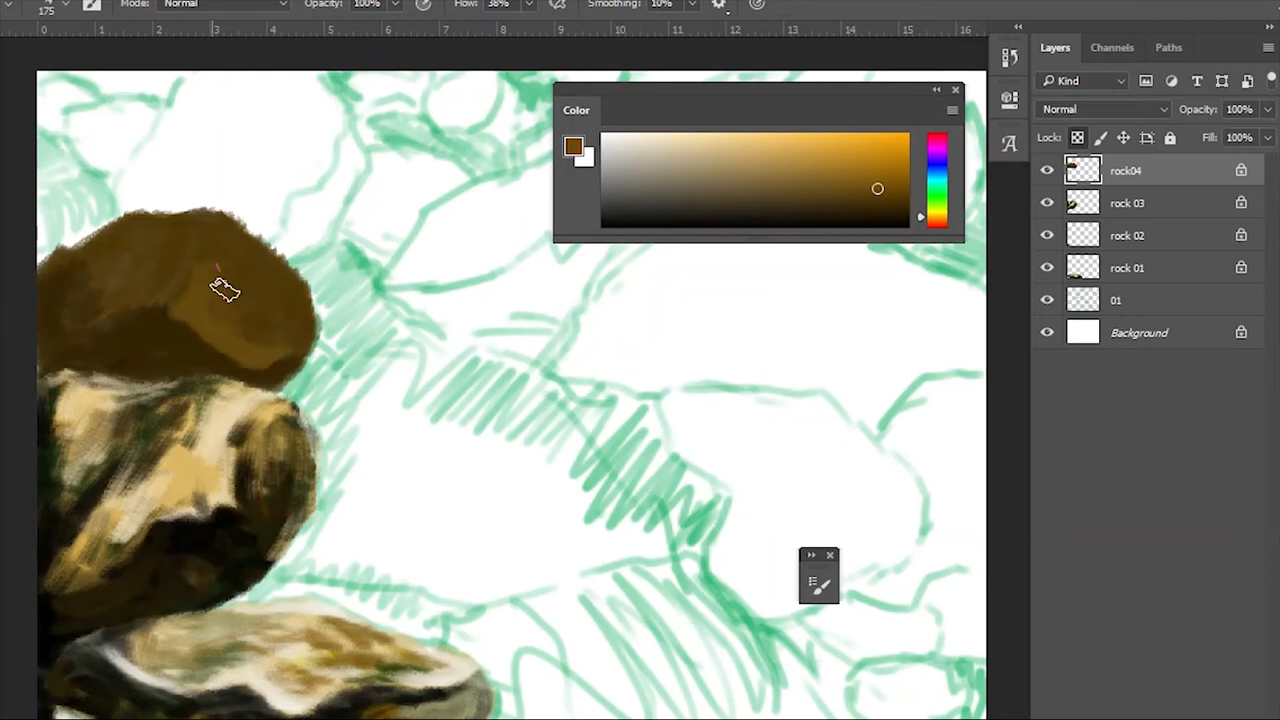 175 Mode: Normal Opacity: 100% Flow: 38% Smoothing: 10%
0 1 2 3 4 5 6 7 8 9 10 11 12 13 14 15 16
Color
Layers Channels Paths
Kind
Normal Opacity: 100%
Lock: Fill: 100%
rock04
rock 03
rock 02
rock 01
01
Background